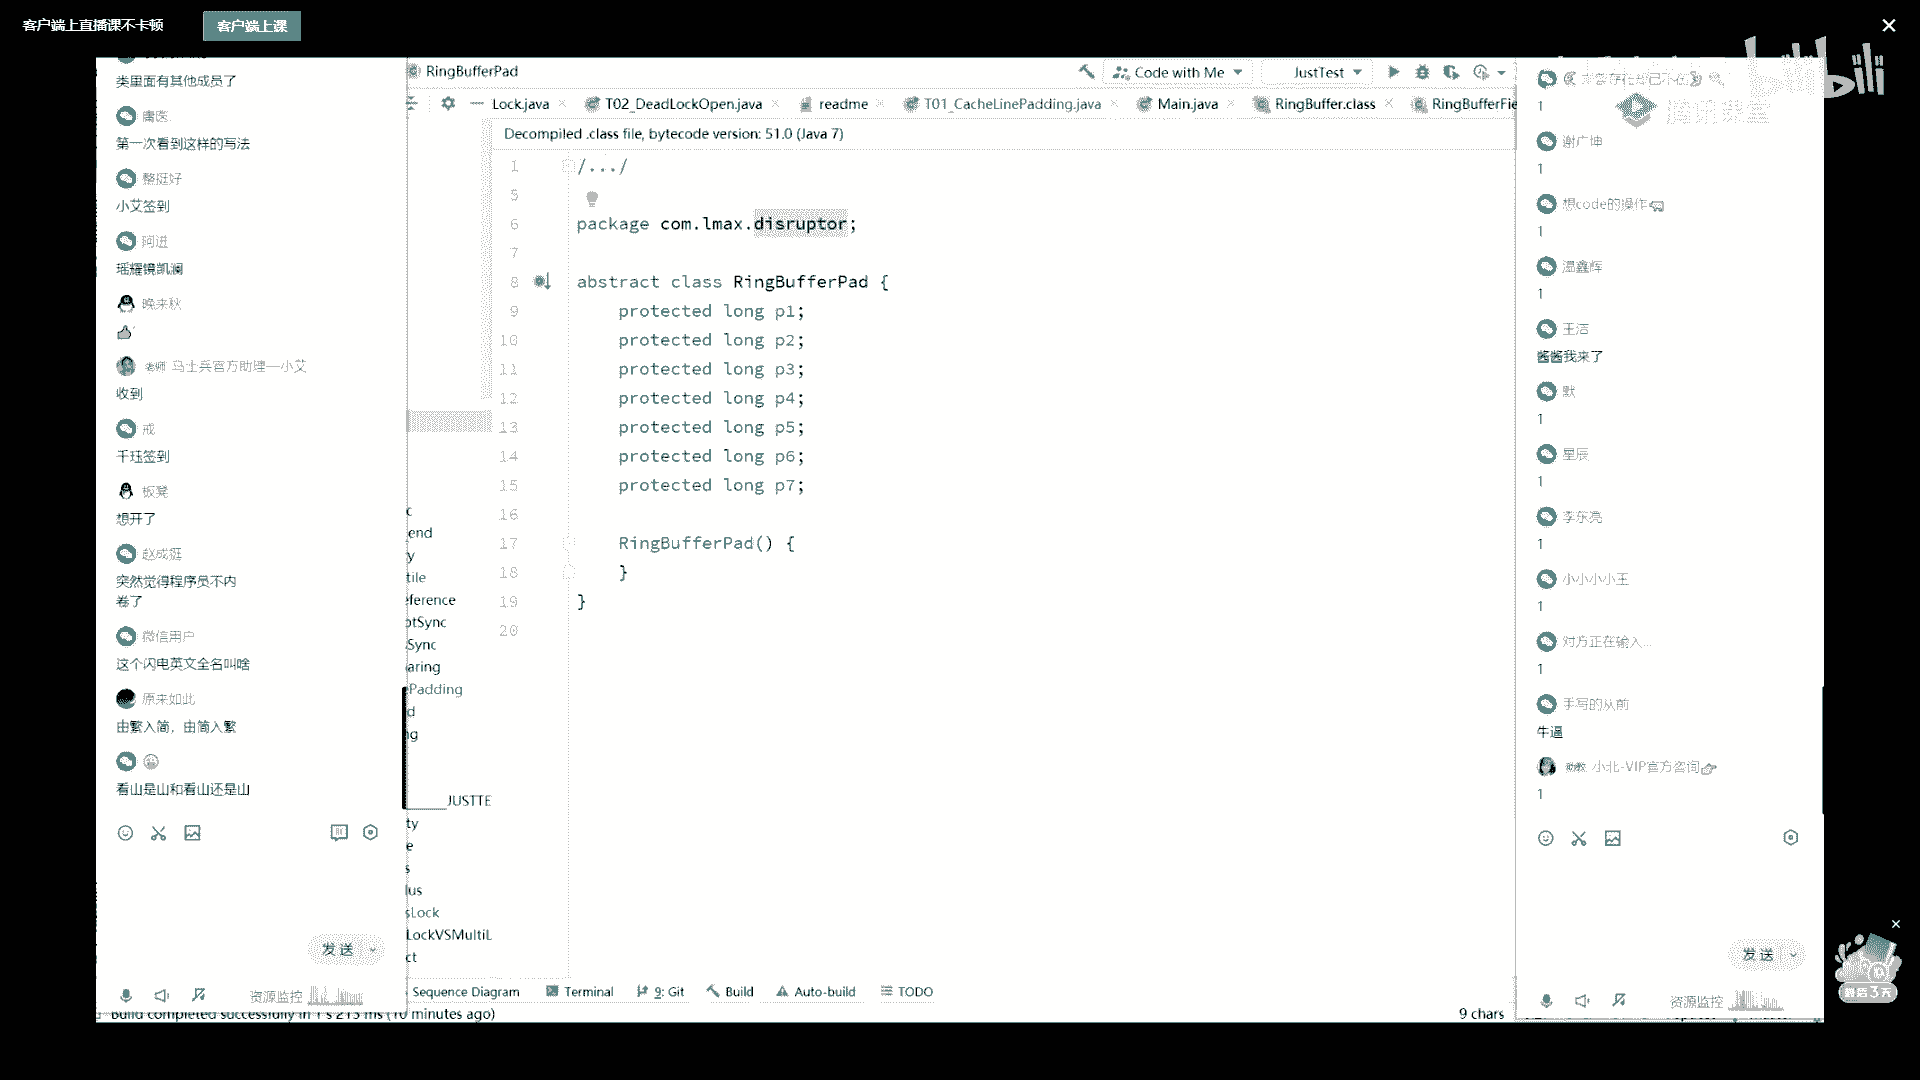 客户端上直播课不卡顿
客户端上课
类里面有其他成员了
庸医.
第一次看到这样的写法
整挺好
小艾签到
阿进
瑶耀镜凯澜
晚来秋
老师 马士兵官方助理—小艾
收到
戒
千珏签到
板凳
想开了
赵成挺
突然觉得程序员不内
卷了
微信用户
这个闪电英文全名叫啥
原来如此
由繁入简，由简入繁
看山是山和看山还是山
发送
资源监控
RingBufferPad
Code with Me
JustTest
Lock.java
T02_DeadLockOpen.java
readme
T01_CacheLinePadding.java
Main.java
RingBuffer.class
RingBufferFie
Decompiled .class file, bytecode version: 51.0 (Java 7)
1 /.../
5
6 package com.lmax.disruptor;
7
8 abstract class RingBufferPad {
9 protected long p1;
10 protected long p2;
11 protected long p3;
12 protected long p4;
13 protected long p5;
14 protected long p6;
15 protected long p7;
16
17 RingBufferPad() {
18 }
19 }
20
c
end
y
tile
eference
ptSync
Sync
aring
ePadding
d
ng
_____JUSTTE
ty
e
s
lus
sLock
LockVSMultiL
ct
Sequence Diagram
Terminal
9: Git
Build
Auto-build
TODO
Build completed successfully in 1 s 213 ms (10 minutes ago)
9 chars
bilibili
腾讯课堂
1
谢广坤
1
想code的操作
1
温鑫辉
1
王洁
酱酱我来了
默
1
星辰
1
李东亮
1
小小小小王
1
对方正在输入...
1
手写的从前
牛逼
助教 小北-VIP官方咨询
1
发送
资源监控